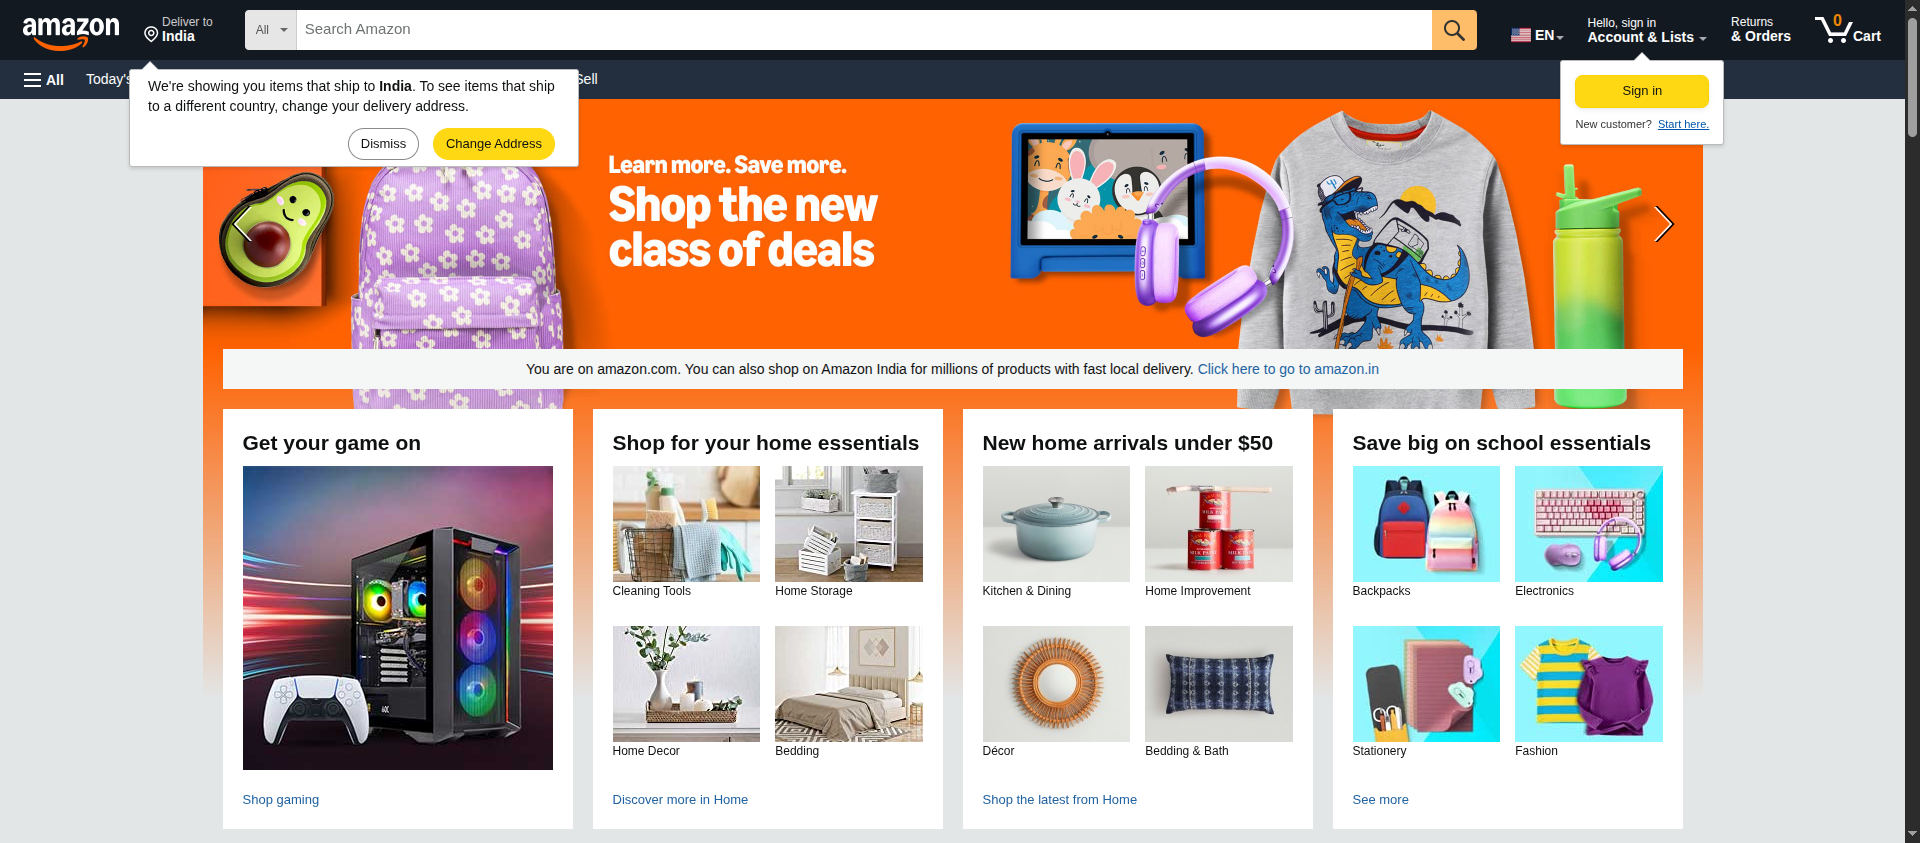 amazon
Deliver to
India
All
Search Amazon
EN
Hello, sign in
Account & Lists
Returns
& Orders
0
Cart
All
Today's
Sell
We're showing you items that ship to India. To see items that ship
to a different country, change your delivery address.
Dismiss
Change Address
Sign in
New customer? Start here.
Learn more. Save more.
Shop the new
class of deals
You are on amazon.com. You can also shop on Amazon India for millions of products with fast local delivery. Click here to go to amazon.in
Get your game on
Shop gaming
Shop for your home essentials
Cleaning Tools
Home Storage
Home Decor
Bedding
Discover more in Home
New home arrivals under $50
Kitchen & Dining
Home Improvement
Décor
Bedding & Bath
Shop the latest from Home
Save big on school essentials
Backpacks
Electronics
Stationery
Fashion
See more